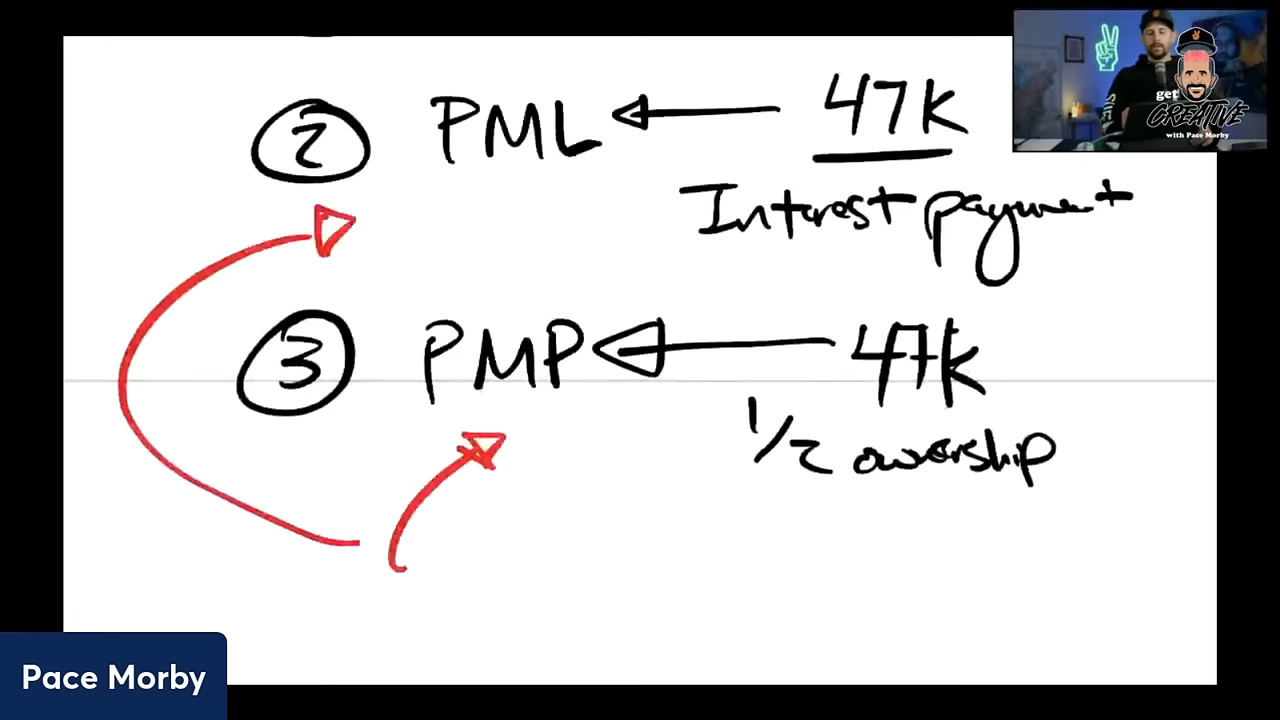 2 PML 47K
Interest payment
3 PMP 47K
1/2 owership
get
CREATIVE
with Pace Morby
Pace Morby